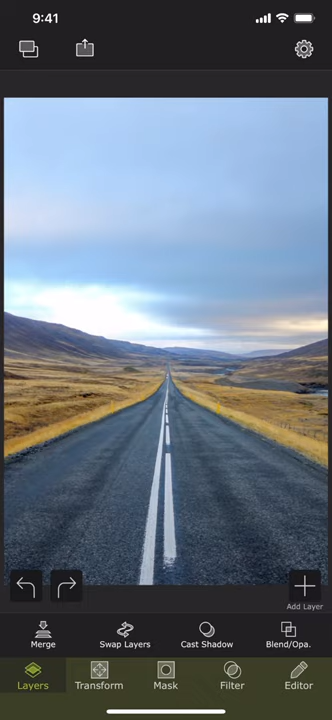 9:41
Add Layer
Merge
Swap Layers
Cast Shadow
Blend/Opa.
Layers
Transform
Mask
Filter
Editor